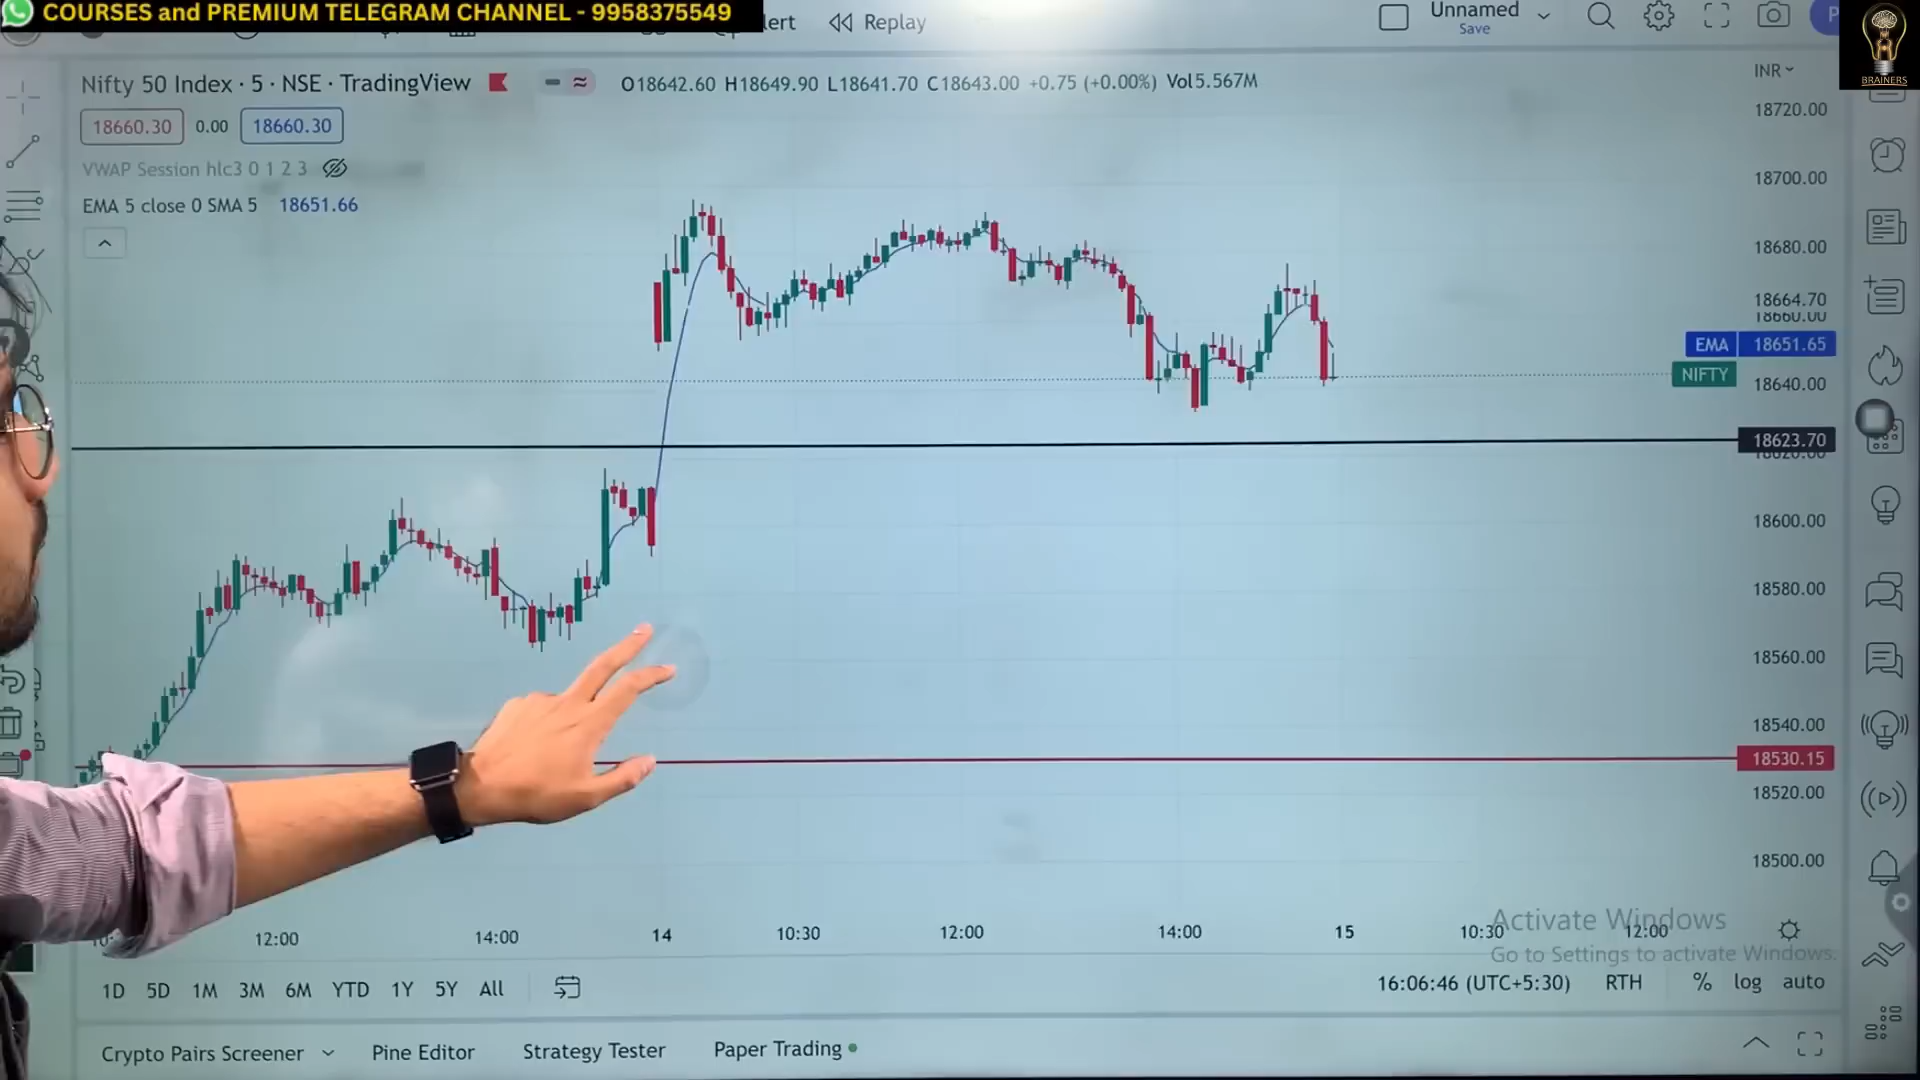 COURSES and PREMIUM TELEGRAM CHANNEL - 9958375549
lert
Replay
Unnamed
Save
P
BRAINERS
Nifty 50 Index · 5 · NSE · TradingView
O18642.60 H18649.90 L18641.70 C18643.00 +0.75 (+0.00%) Vol5.567M
INR
18660.30 0.00 18660.30
VWAP Session hlc3 0 1 2 3
EMA 5 close 0 SMA 5 18651.66
18720.00
18700.00
18680.00
18664.70
18660.00
EMA 18651.65
NIFTY
18640.00
18623.70
18620.00
18600.00
18580.00
18560.00
18540.00
18530.15
18520.00
18500.00
12:00 14:00 14 10:30 12:00 14:00 15 10:30 12:00
Activate Windows
Go to Settings to activate Windows.
1D 5D 1M 3M 6M YTD 1Y 5Y All
16:06:46 (UTC+5:30) RTH % log auto
Crypto Pairs Screener Pine Editor Strategy Tester Paper Trading